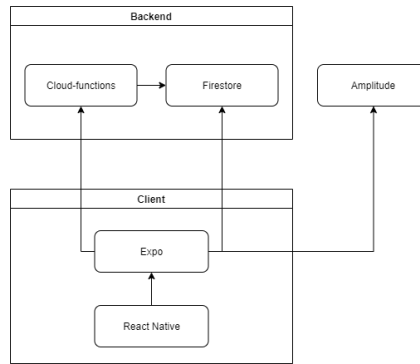 Backend
Cloud-functions
Firestore
Amplitude
Client
Expo
React Native